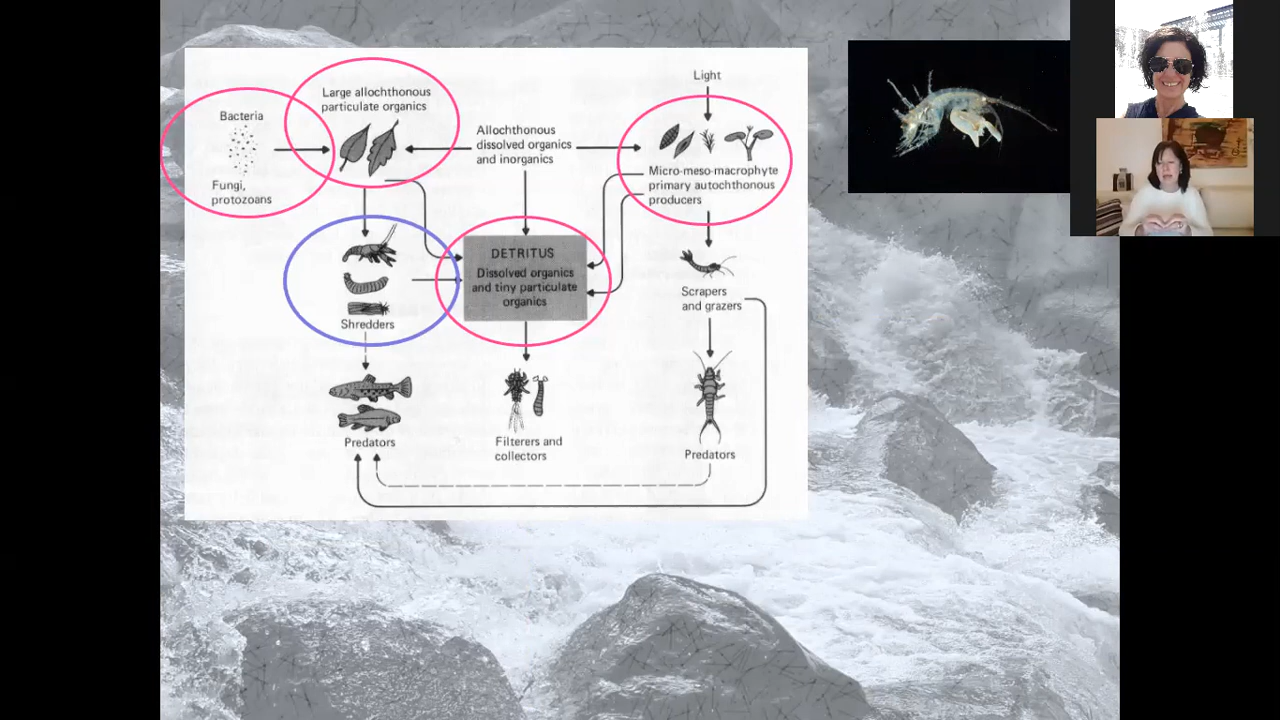 Large allochthonous
particulate organics
Bacteria
Fungi,
protozoans
Allochthonous
dissolved organics
and inorganics
Light
Micro-meso-macrophyte
primary autochthonous
producers
DETRITUS
Dissolved organics
and tiny particulate
organics
Shredders
Scrapers
and grazers
Predators
Filterers and
collectors
Predators